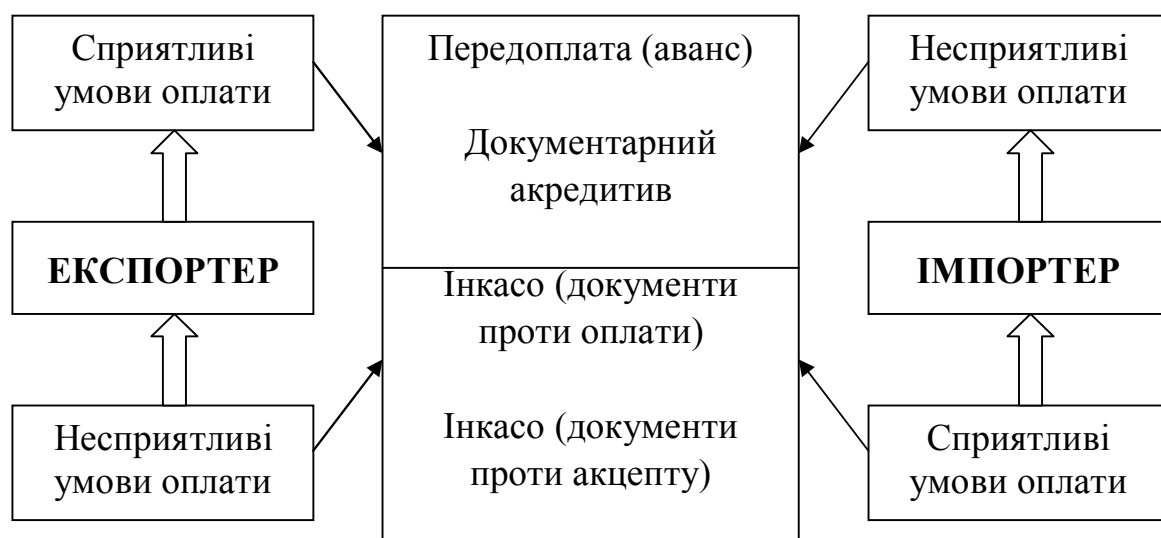 Сприятливі
умови оплати
Передоплата (аванс)
Несприятливі
умови оплати
Документарний
акредитив
ЕКСПОРТЕР
ІМПОРТЕР
Інкасо (документи
проти оплати)
Несприятливі
умови оплати
Інкасо (документи
проти акцепту)
Сприятливі
умови оплати